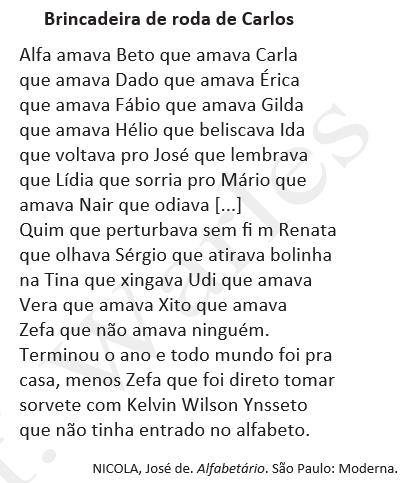 Brincadeira de roda de Carlos
Alfa amava Beto que amava Carla
que amava Dado que amava Érica
que amava Fábio que amava Gilda
que amava Hélio que beliscava Ida
que voltava pro José que lembrava
que Lídia que sorria pro Mário que
amava Nair que odiava [...]
Quim que perturbava sem fi m Renata
que olhava Sérgio que atirava bolinha
na Tina que xingava Udi que amava
Vera que amava Xito que amava
Zefa que não amava ninguém.
Terminou o ano e todo mundo foi pra
casa, menos Zefa que foi direto tomar
sorvete com Kelvin Wilson Ynsseto
que não tinha entrado no alfabeto.
NICOLA, José de. Alfabetário. São Paulo: Moderna.